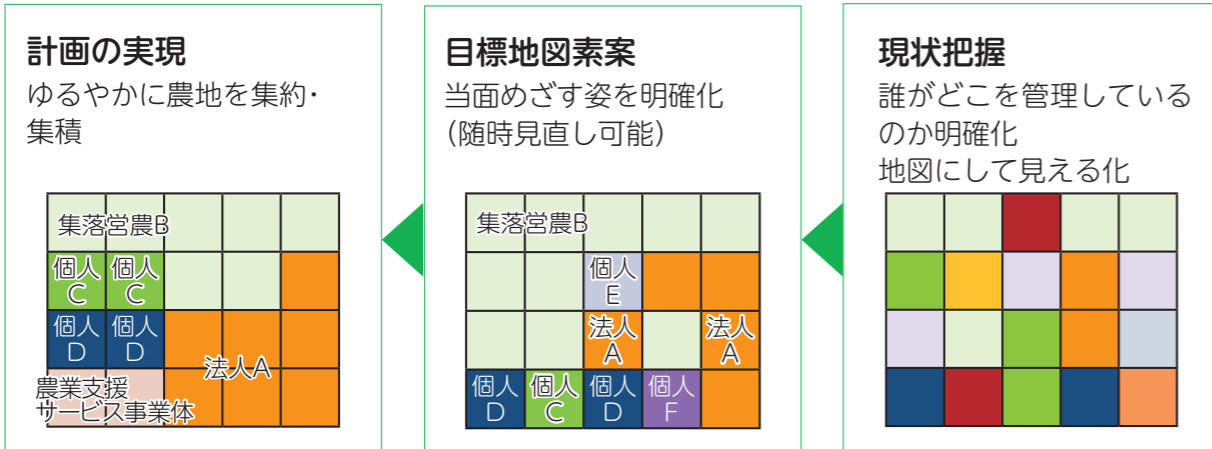 現状把握
誰がどこを管理している
のか明確化
地図にして見える化
目標地図素案
当面めざす姿を明確化
（随時見直し可能）
集落営農B
個人
E
法人
A
法人
A
個人
D
個人
C
個人
D
個人
F
計画の実現
ゆるやかに農地を集約・
集積
集落営農B
個人
C
個人
C
個人
D
個人
D
法人A
農業支援
サービス事業体